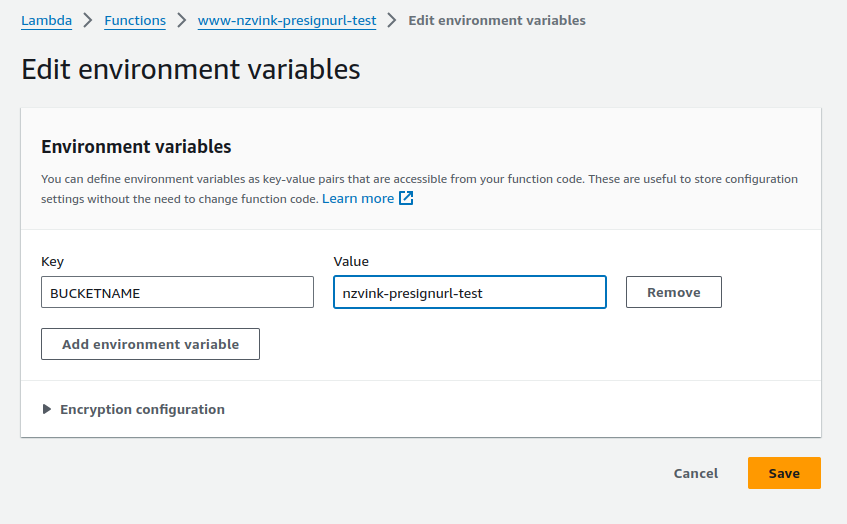 Lambda > Functions > www-nzvink-presignurl-test > Edit environment variables
Edit environment variables
Environment variables
You can define environment variables as key-value pairs that are accessible from your function code. These are useful to store configuration
settings without the need to change function code. Learn more
Key Value
BUCKETNAME nzvink-presignurl-test Remove
Add environment variable
Encryption configuration
Cancel Save